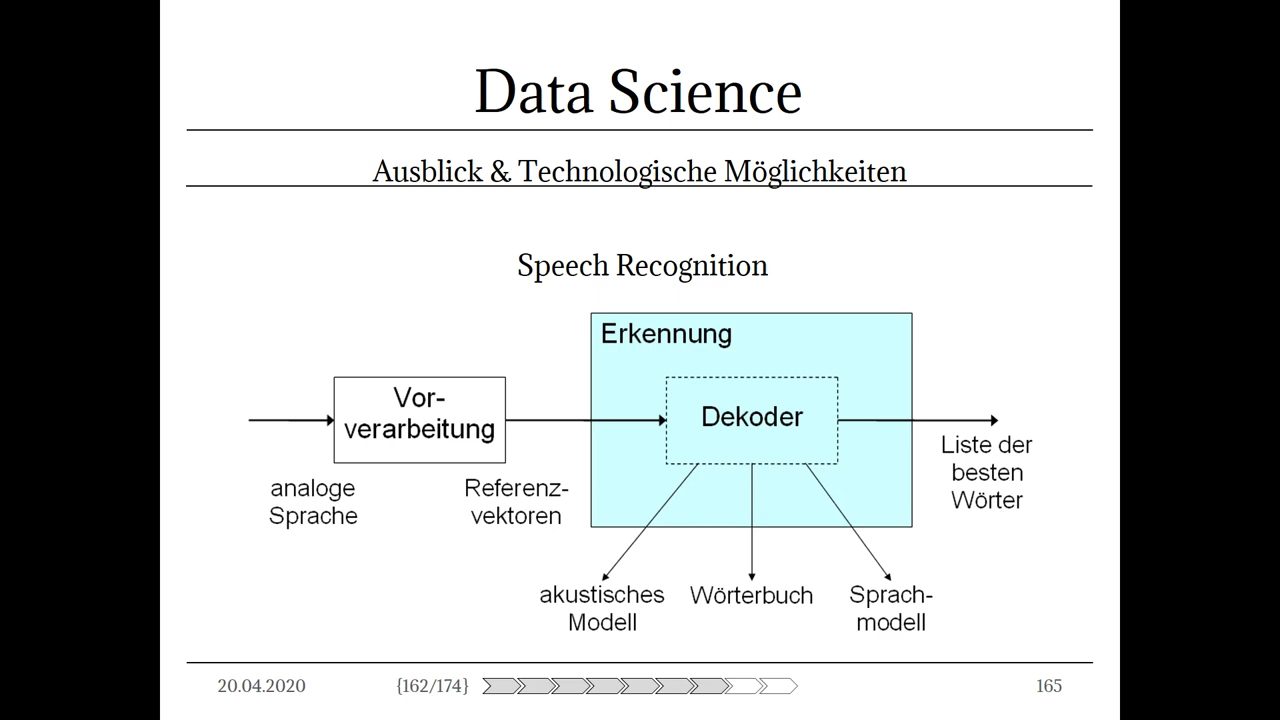 Data Science
Ausblick & Technologische Möglichkeiten
Speech Recognition
Erkennung
Vor-
verarbeitung
Dekoder
analoge
Sprache
Referenz-
vektoren
Liste der
besten
Wörter
akustisches
Modell
Wörterbuch
Sprach-
modell
20.04.2020
{162/174}
165